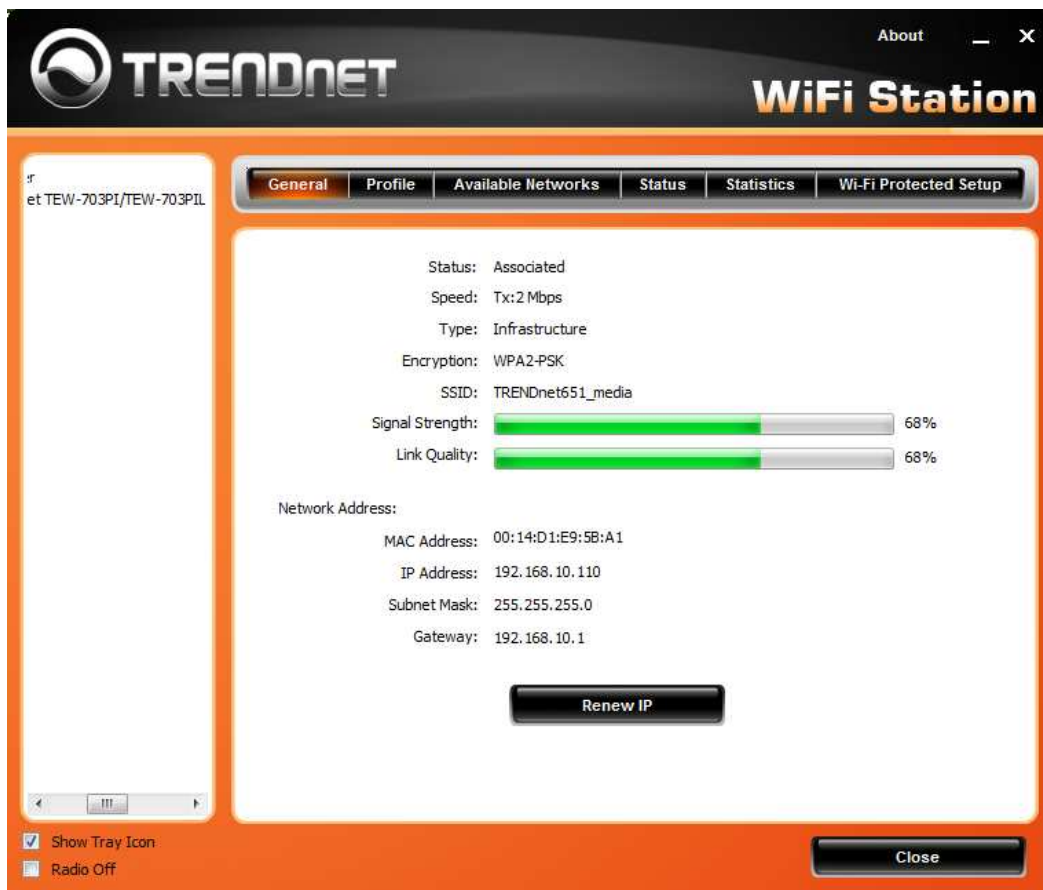 TRENDNET
About
WiFi Station
er
et TEW-703PI/TEW-703PIL
General Profile Available Networks Status Statistics Wi-Fi Protected Setup
Status: Associated
Speed: Tx:2 Mbps
Type: Infrastructure
Encryption: WPA2-PSK
SSID: TRENDnet651_media
Signal Strength: 68%
Link Quality: 68%
Network Address:
MAC Address: 00:14:D1:E9:5B:A1
IP Address: 192.168.10.110
Subnet Mask: 255.255.255.0
Gateway: 192.168.10.1
Renew IP
Show Tray Icon
Radio Off
Close